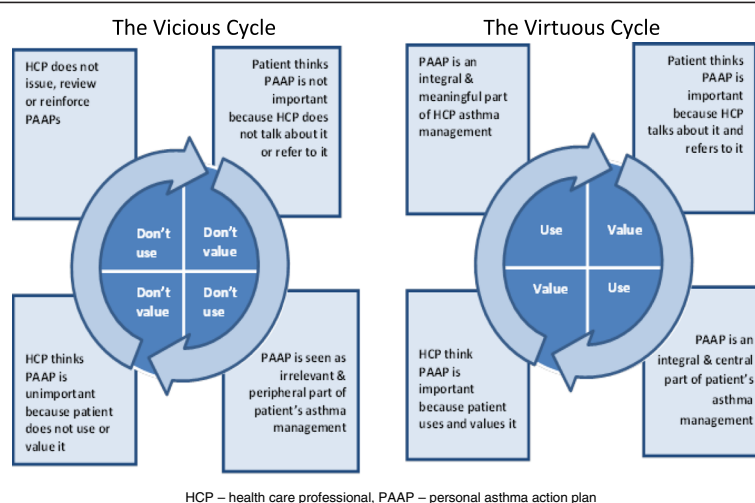 The Vicious Cycle
HCP does not
issue, review
or reinforce
PAAPs
Patient thinks
PAAP is not
important
because HCP does
not talk about it
or refer to it
Don't
use
Don't
value
Don't
value
Don't
use
HCP thinks
PAAP is
unimportant
because patient
does not use or
value it
PAAP is seen as
irrelevant &
peripheral part of
patient's asthma
management
The Virtuous Cycle
PAAP is an
integral &
meaningful part
of HCP asthma
management
Patient thinks
PAAP is
important
because HCP
talks about it and
refers to it
Use
Value
Value
Use
HCP think
PAAP is
important
because patient
uses and values it
PAAP is an
integral & central
part of patient's
asthma
management
HCP – health care professional, PAAP – personal asthma action plan